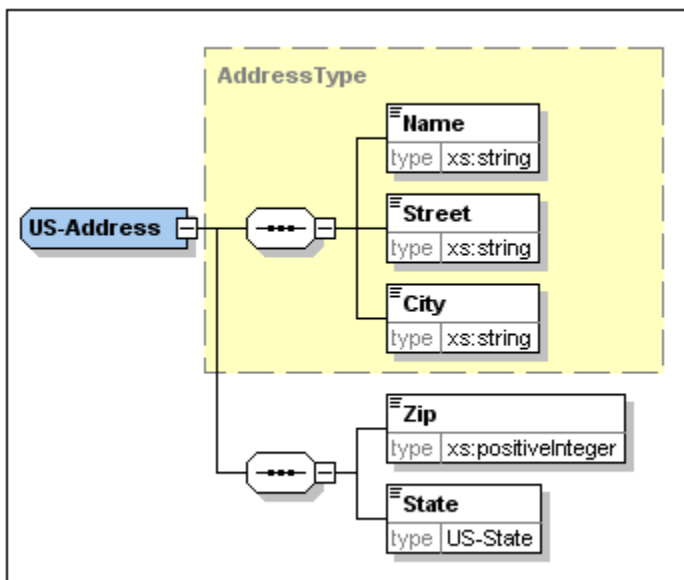 AddressType
Name
type xs:string
US-Address
Street
type xs:string
City
type xs:string
Zip
type xs:positiveInteger
State
type US-State